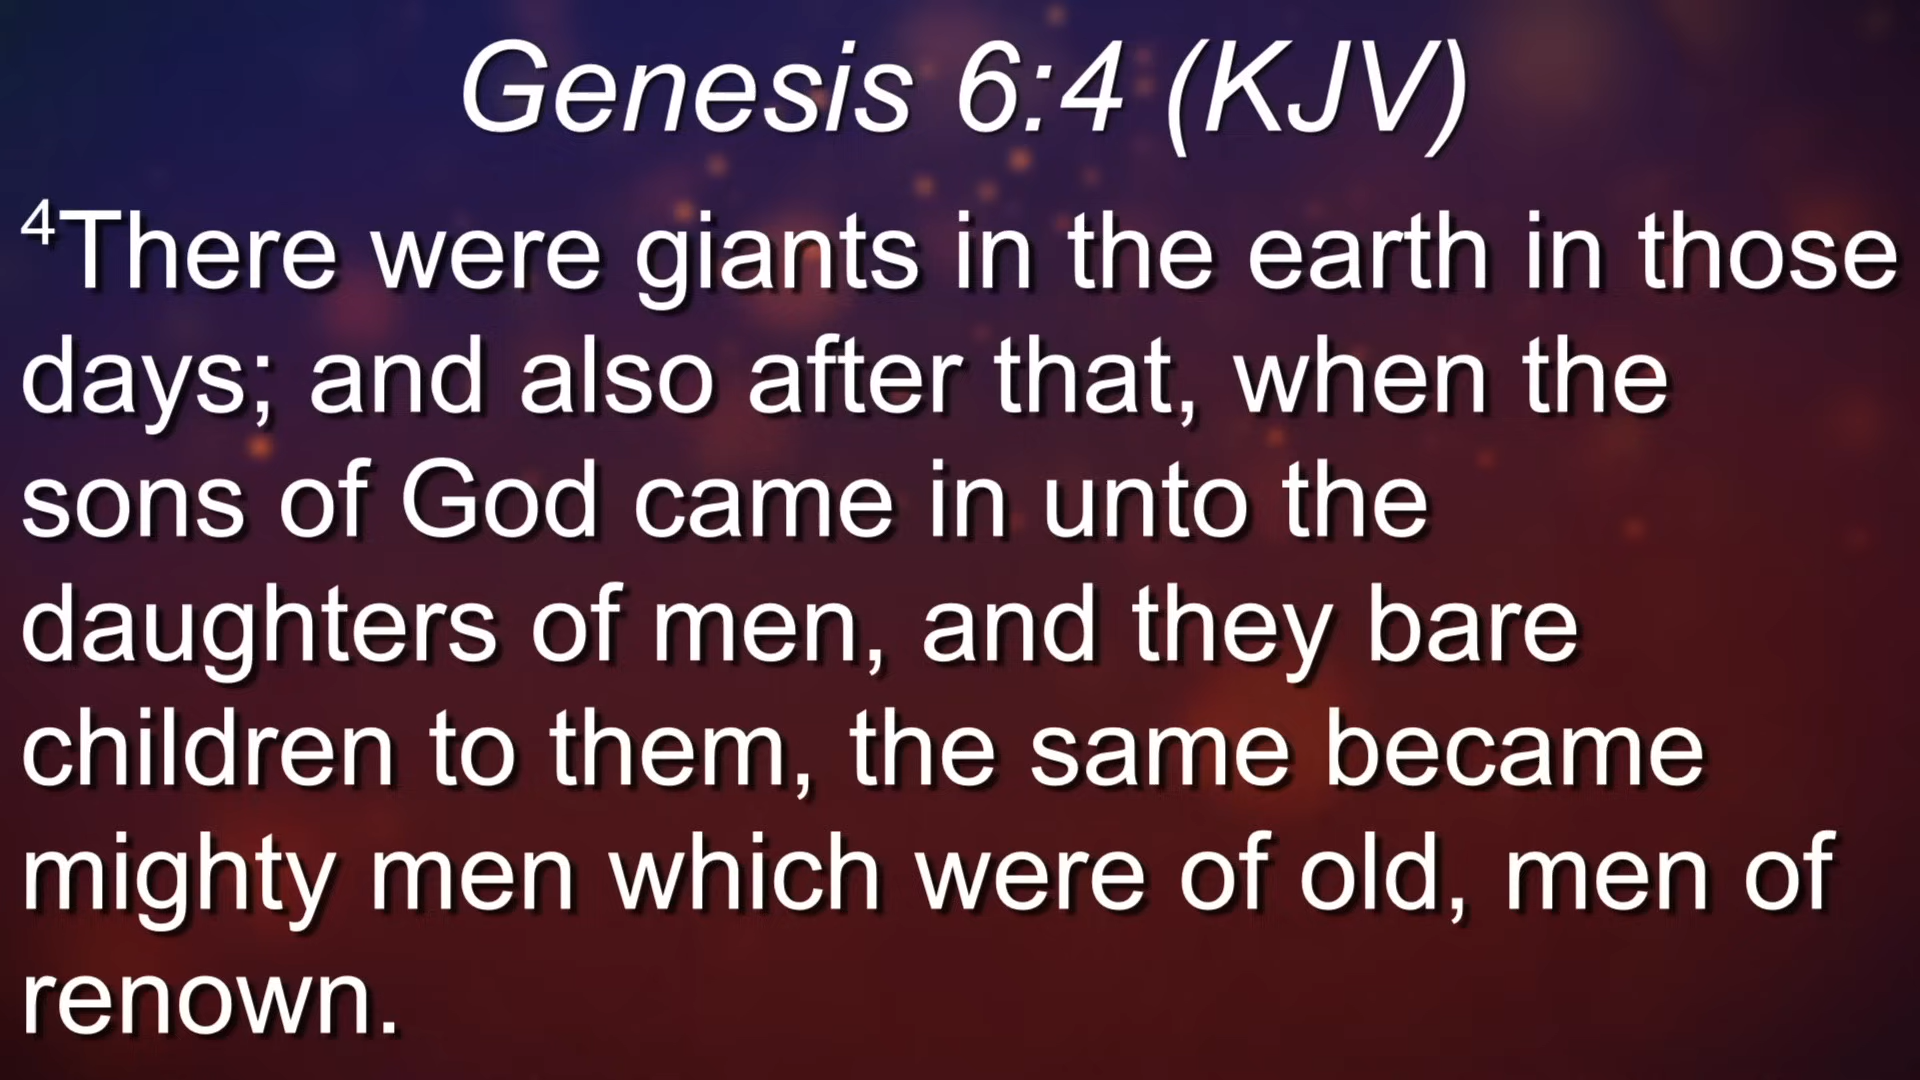 Genesis 6:4 (KJV)
4There were giants in the earth in those
days; and also after that, when the
sons of God came in unto the
daughters of men, and they bare
children to them, the same became
mighty men which were of old, men of
renown.